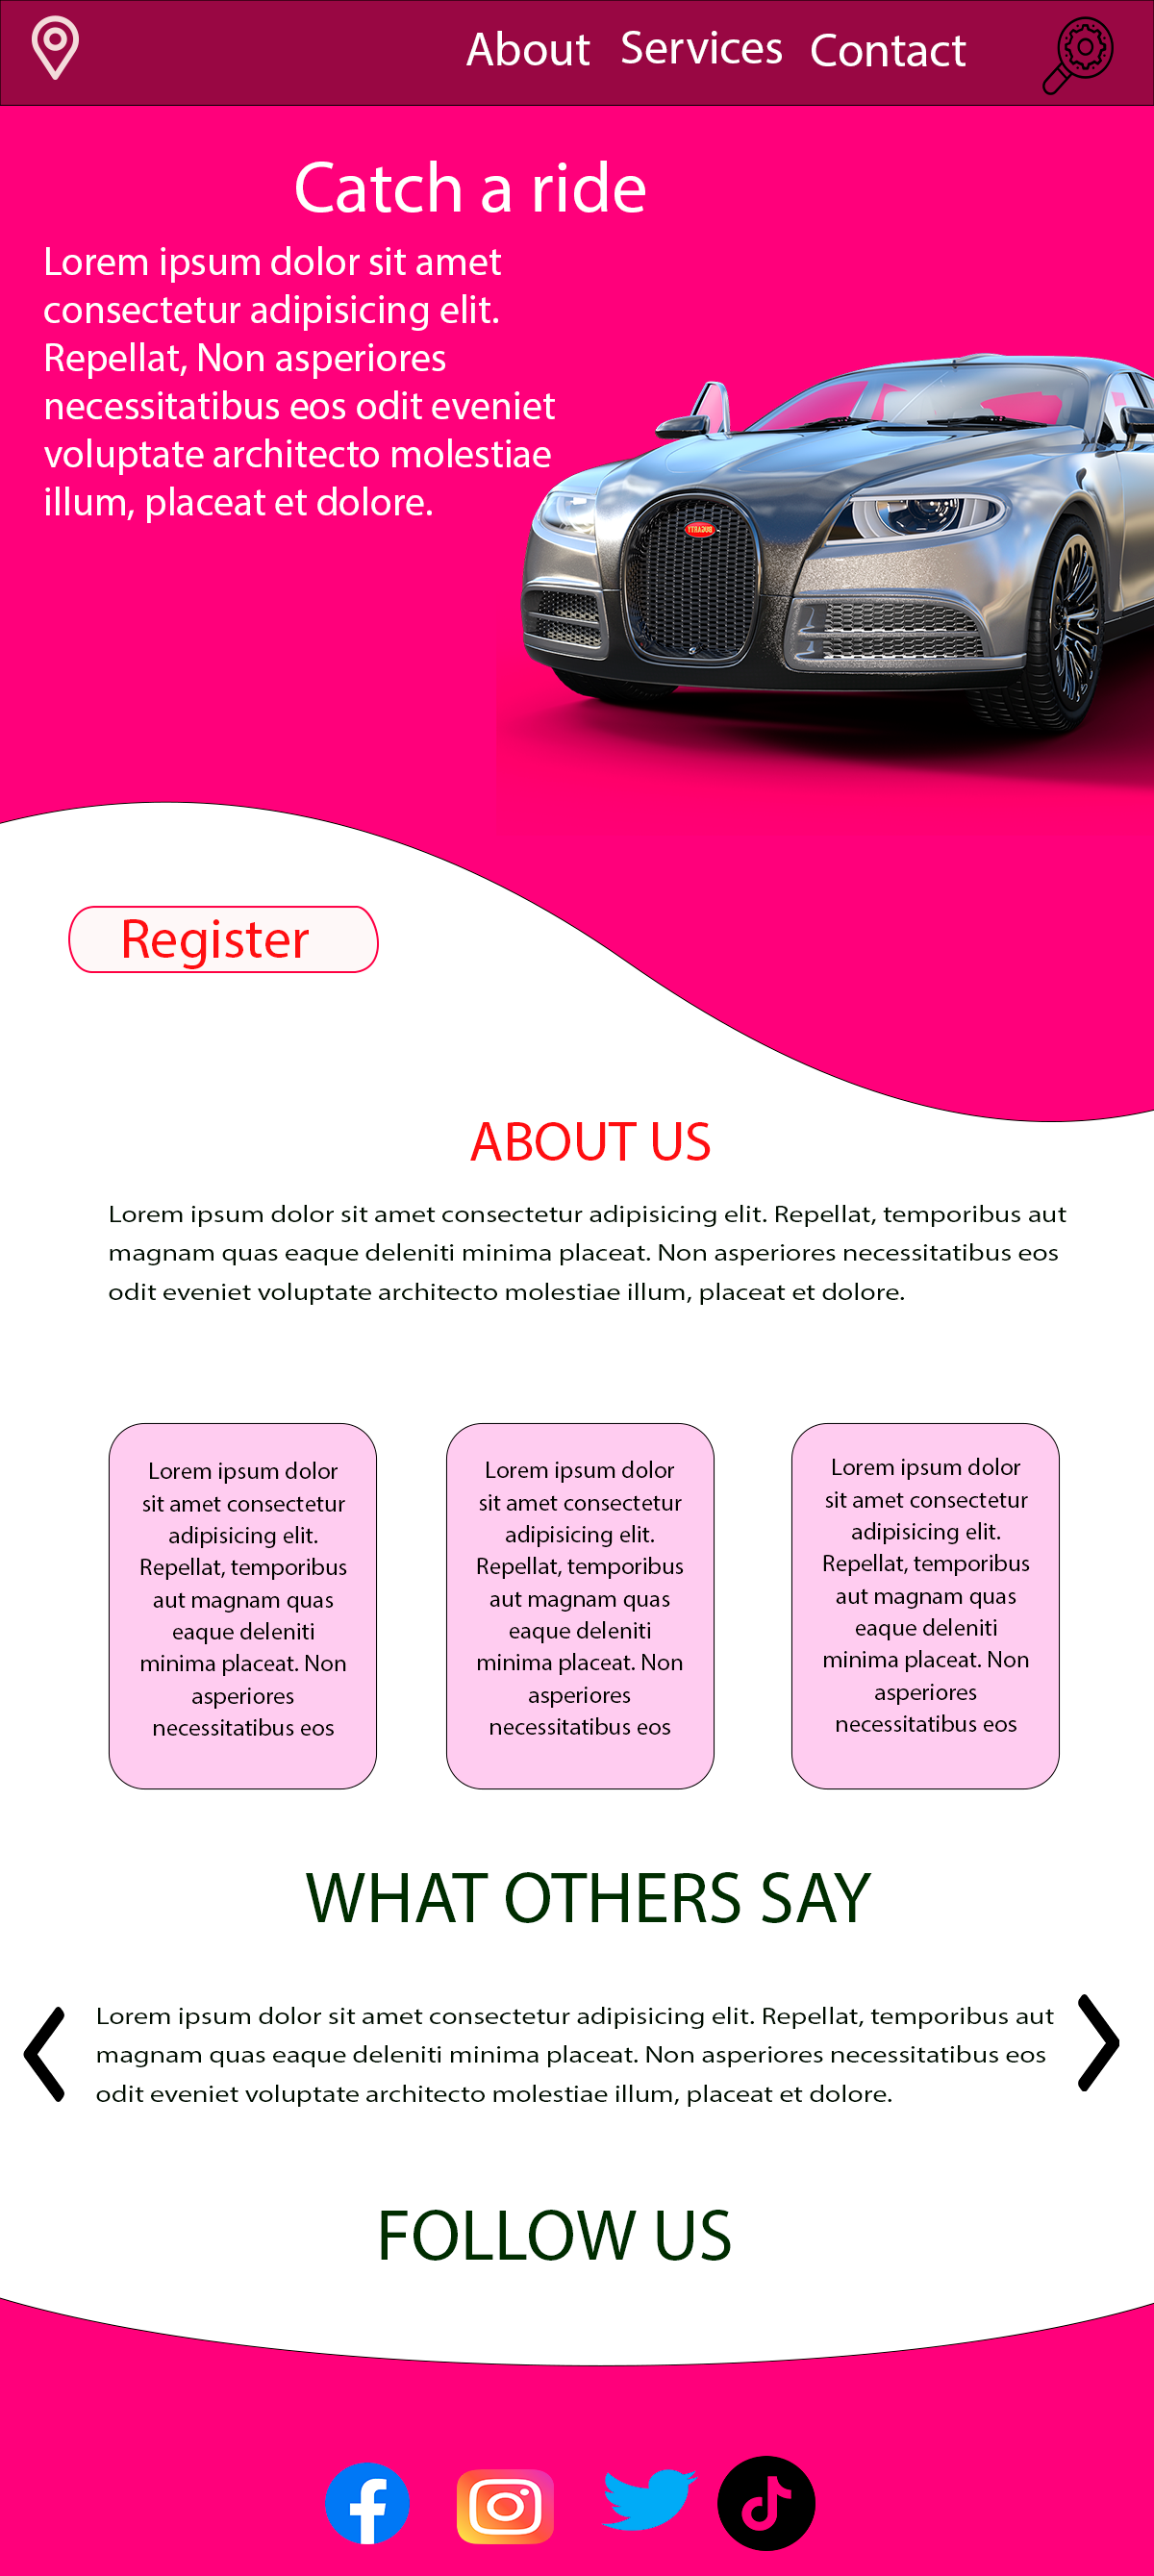 About Services Contact
Catch a ride
Lorem ipsum dolor sit amet
consectetur adipisicing elit.
Repellat, Non asperiores
necessitatibus eos odit eveniet
voluptate architecto molestiae
illum, placeat et dolore.
BUGATTI
Register
ABOUT US
Lorem ipsum dolor sit amet consectetur adipisicing elit. Repellat, temporibus aut
magnam quas eaque deleniti minima placeat. Non asperiores necessitatibus eos
odit eveniet voluptate architecto molestiae illum, placeat et dolore.
Lorem ipsum dolor
sit amet consectetur
adipisicing elit.
Repellat, temporibus
aut magnam quas
eaque deleniti
minima placeat. Non
asperiores
necessitatibus eos
Lorem ipsum dolor
sit amet consectetur
adipisicing elit.
Repellat, temporibus
aut magnam quas
eaque deleniti
minima placeat. Non
asperiores
necessitatibus eos
Lorem ipsum dolor
sit amet consectetur
adipisicing elit.
Repellat, temporibus
aut magnam quas
eaque deleniti
minima placeat. Non
asperiores
necessitatibus eos
WHAT OTHERS SAY
Lorem ipsum dolor sit amet consectetur adipisicing elit. Repellat, temporibus aut
magnam quas eaque deleniti minima placeat. Non asperiores necessitatibus eos
odit eveniet voluptate architecto molestiae illum, placeat et dolore.
FOLLOW US